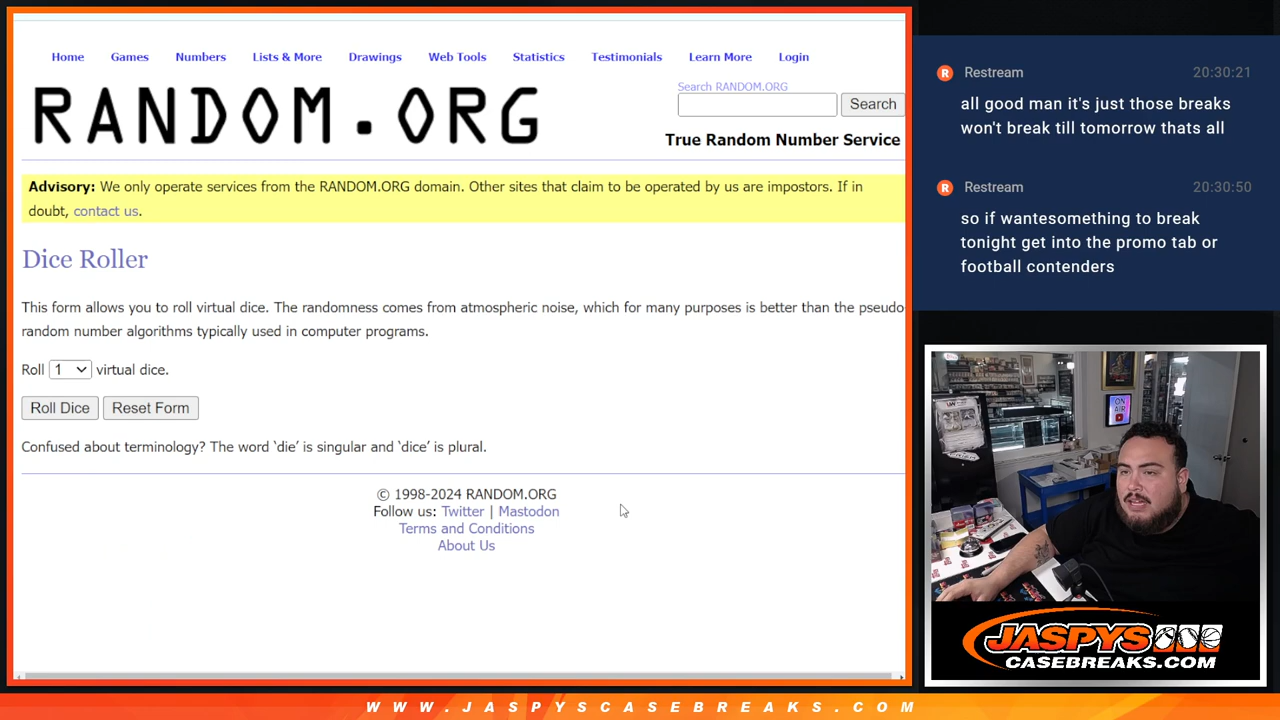 Home Games Numbers Lists & More Drawings Web Tools Statistics Testimonials Learn More Login
RANDOM.ORG
Search RANDOM.ORG
Search
True Random Number Service
Advisory: We only operate services from the RANDOM.ORG domain. Other sites that claim to be operated by us are impostors. If in
doubt, contact us.
Dice Roller
This form allows you to roll virtual dice. The randomness comes from atmospheric noise, which for many purposes is better than the pseudo
random number algorithms typically used in computer programs.
Roll 1 virtual dice.
Roll Dice Reset Form
Confused about terminology? The word ‘die’ is singular and ‘dice’ is plural.
© 1998-2024 RANDOM.ORG
Follow us: Twitter | Mastodon
Terms and Conditions
About Us
R Restream 20:30:21
all good man it's just those breaks
won't break till tomorrow thats all
R Restream 20:30:50
so if wantesomething to break
tonight get into the promo tab or
football contenders
ON
AIR
JASPYS
CASEBREAKS.COM
WWW.JASPYSCASEBREAKS.COM